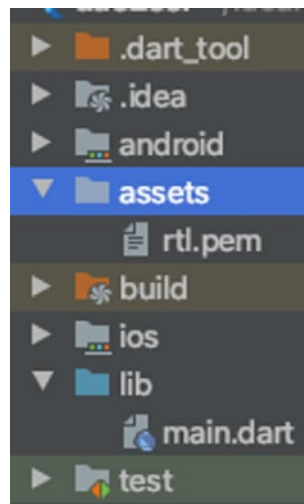 .dart_tool
.idea
android
assets
rtl.pem
build
ios
lib
main.dart
test